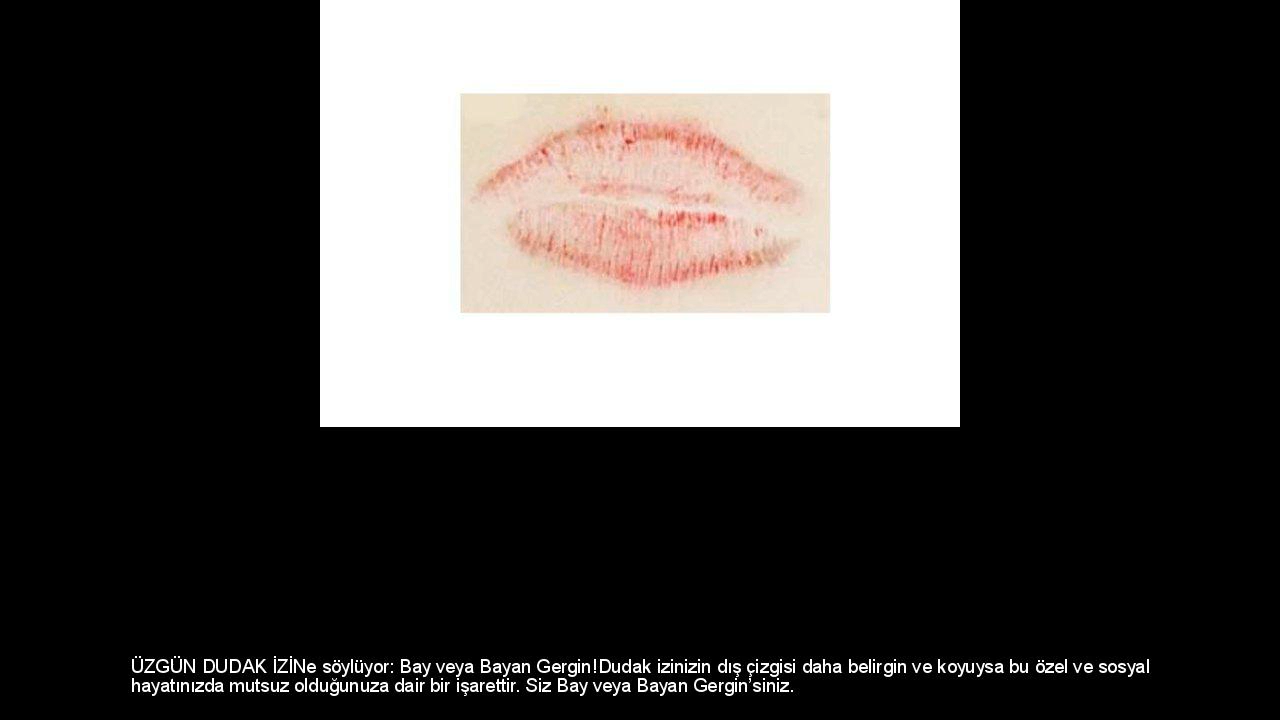 ÜZGÜN DUDAK İZİNe söylüyor: Bay veya Bayan Gergin!Dudak izinizin dış çizgisi daha belirgin ve koyuysa bu özel ve sosyal
hayatınızda mutsuz olduğunuza dair bir işarettir. Siz Bay veya Bayan Gergin’siniz.